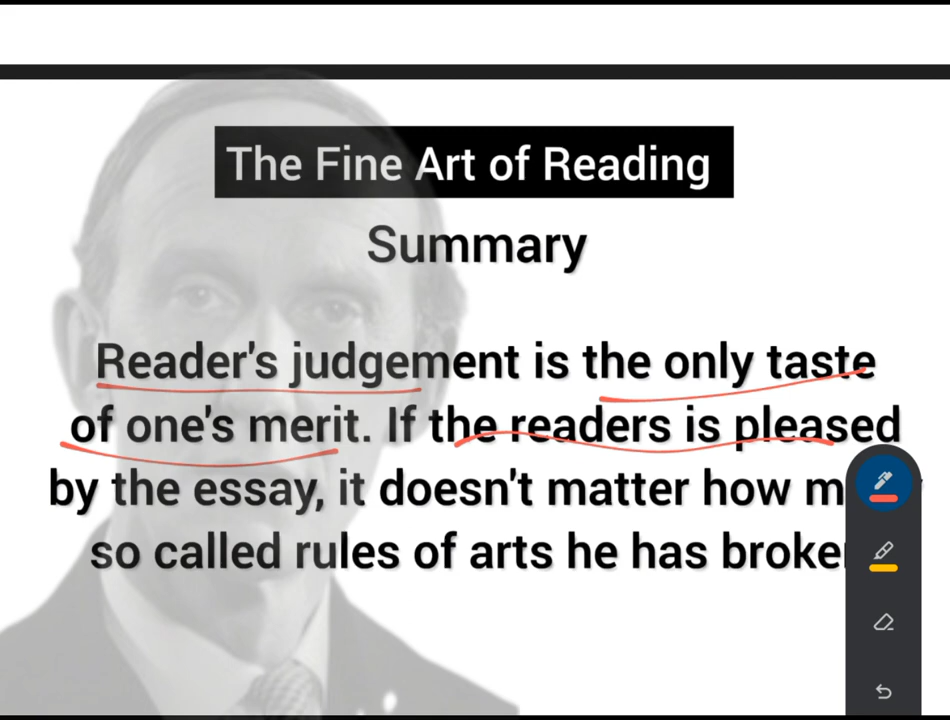 The Fine Art of Reading
Summary
Reader's judgement is the only taste
of one's merit. If the readers is pleased
by the essay, it doesn't matter how
so called rules of arts he has